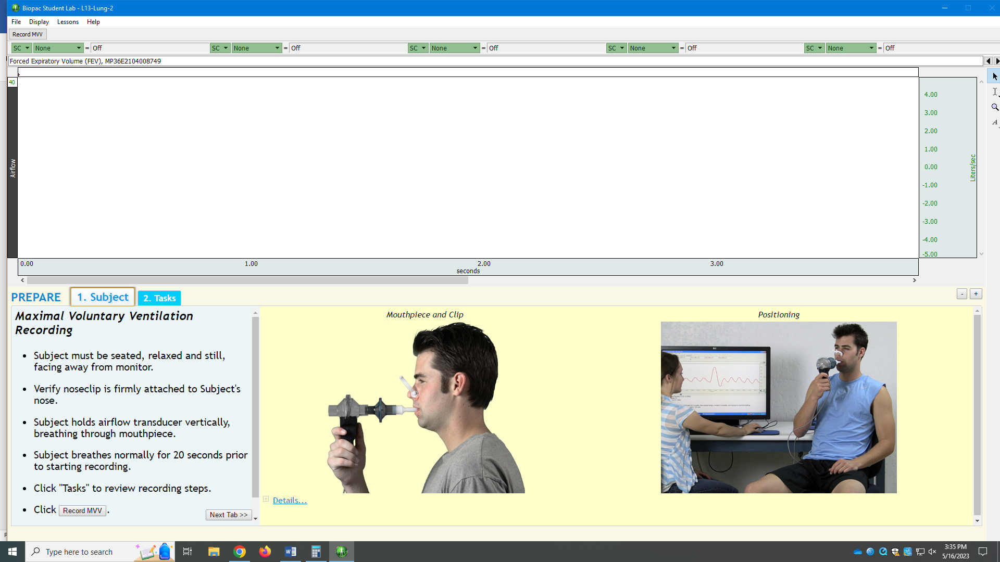 Biopac Student Lab - L13-Lung-2
File Display Lessons Help
Record MVV
SC None = Off SC None = Off SC None = Off SC None = Off SC None = Off
Forced Expiratory Volume (FEV), MP36E2104008749
40
Airflow
4.00
3.00
2.00
1.00
0.00
-1.00
-2.00
-3.00
-4.00
-5.00
Liters/sec
0.00 1.00 2.00 3.00
seconds
PREPARE 1. Subject 2. Tasks - +
Maximal Voluntary Ventilation
Recording
• Subject must be seated, relaxed and still,
facing away from monitor.
• Verify noseclip is firmly attached to Subject's
nose.
• Subject holds airflow transducer vertically,
breathing through mouthpiece.
• Subject breathes normally for 20 seconds prior
to starting recording.
• Click "Tasks" to review recording steps.
• Click Record MVV .
Next Tab >>
Mouthpiece and Clip
Details...
Positioning
Type here to search
3:35 PM
5/16/2023